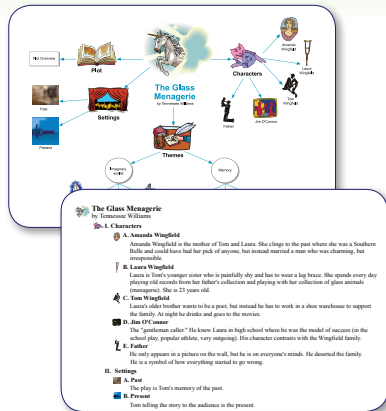 Plot Overview
Plot
Past
Settings
Present
The Glass
Menagerie
by Tennessee Williams
Characters
Amanda
Wingfield
Laura
Wingfield
Tom
Wingfield
Jim O'Connor
Father
Themes
Imaginary
worlds
Memory
The Glass Menagerie
by Tennessee Williams
I. Characters
A. Amanda Wingfield
Amanda Wingfield is the mother of Tom and Laura. She clings to the past where she was a Southern
Belle and could have had her pick of anyone, but instead married a man who was charming, but
irresponsible.
B. Laura Wingfield
Laura is Tom's younger sister who is painfully shy and has to wear a leg brace. She spends every day
playing old records from her father's collection and playing with her collection of glass animals
(menagerie). She is 23 years old.
C. Tom Wingfield
Laura's older brother wants to be a poet, but instead he has to work in a shoe warehouse to support
the family. At night he drinks and goes to the movies.
D. Jim O'Connor
The "gentleman caller." He knew Laura in high school where he was the model of success (in the
school play, popular athlete, very outgoing). His character contrasts with the Wingfield family.
E. Father
He only appears in a picture on the wall, but he is on everyone's minds. He deserted the family.
He is a symbol of how everything started to go wrong.
II. Settings
A. Past
The play is Tom's memory of the past.
B. Present
Tom telling the story to the audience is the present.